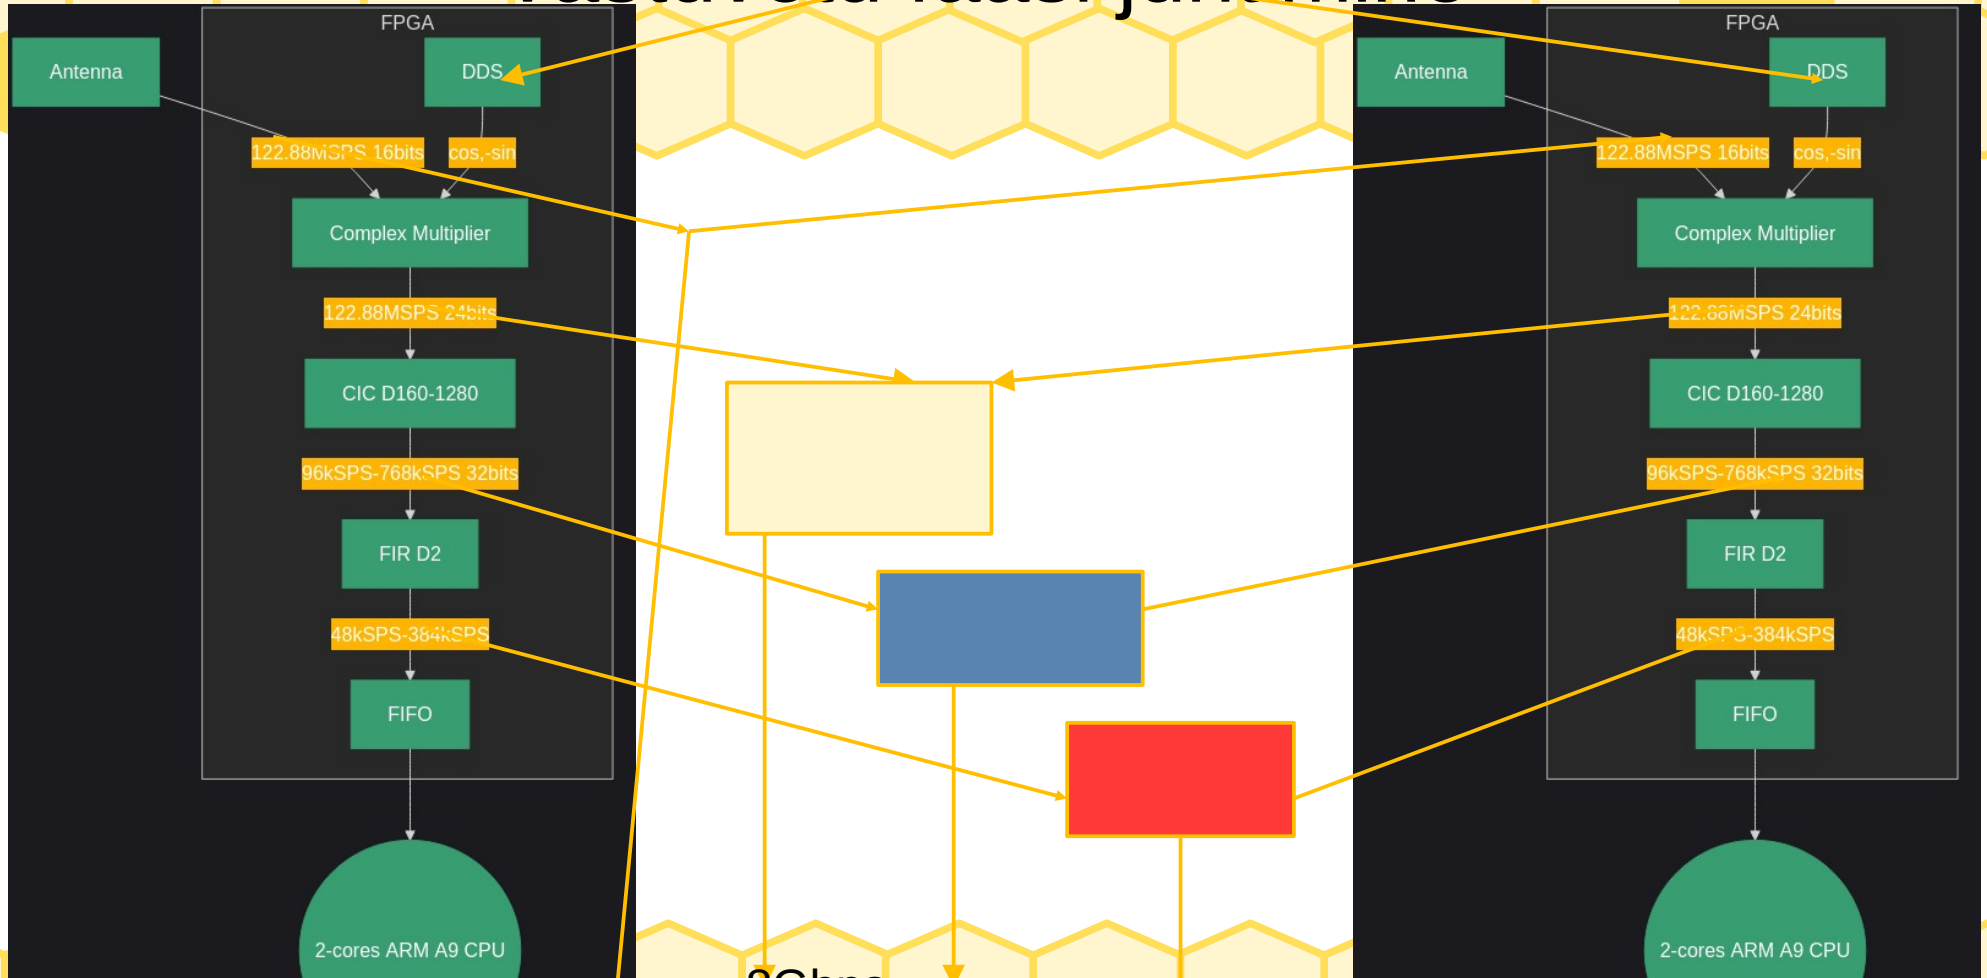 FPGA
Antenna
DDS
122.88MSPS 16bits
cos,-sin
Complex Multiplier
122.88MSPS 24bits
CIC D160-1280
96kSPS-768kSPS 32bits
FIR D2
48kSPS-384kSPS
FIFO
2-cores ARM A9 CPU
FPGA
Antenna
DDS
122.88MSPS 16bits
cos,-sin
Complex Multiplier
122.88MSPS 24bits
CIC D160-1280
96kSPS-768kSPS 32bits
FIR D2
48kSPS-384kSPS
FIFO
2-cores ARM A9 CPU